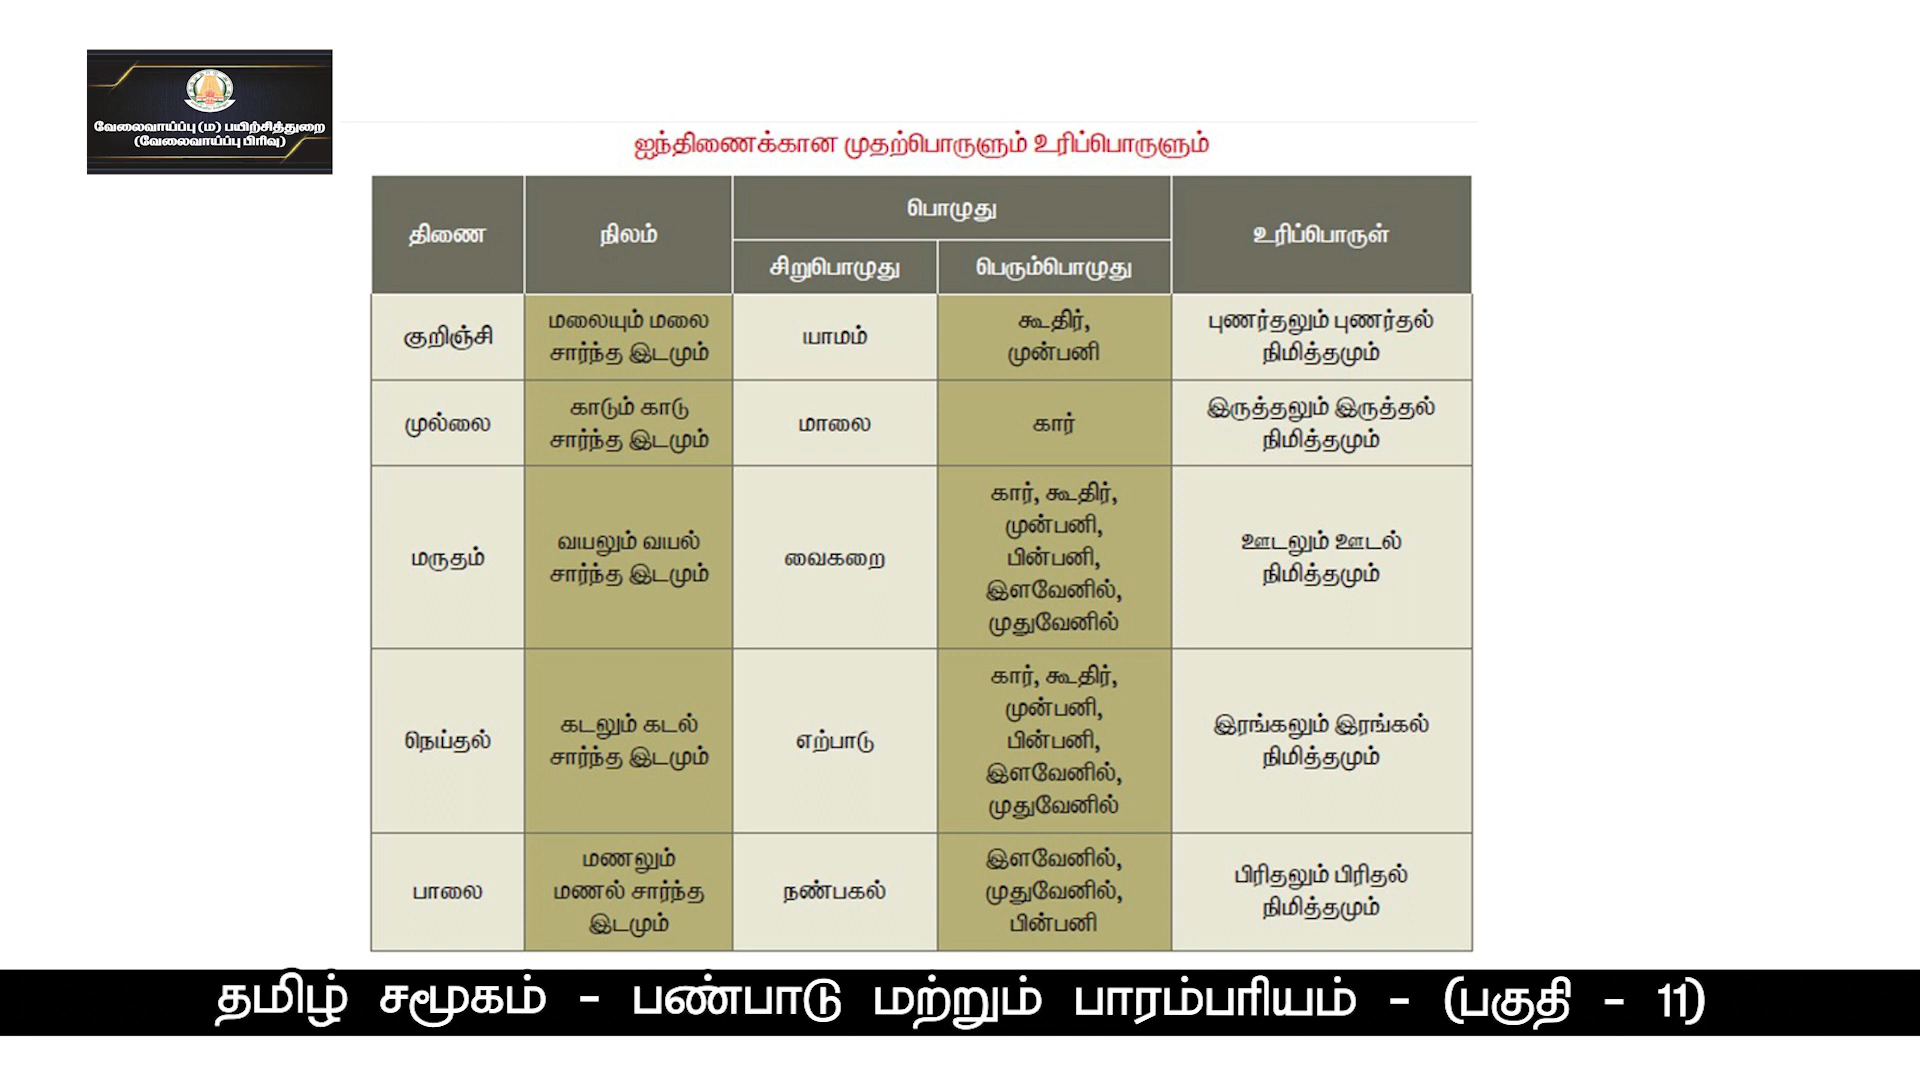 வேலைவாய்ப்பு (ம) பயிற்சித்துறை
(வேலைவாய்ப்பு பிரிவு)
ஐந்திணைக்கான முதற்பொருளும் உரிப்பொருளும்
திணை
நிலம்
பொழுது
உரிப்பொருள்
சிறுபொழுது
பெரும்பொழுது
குறிஞ்சி
மலையும் மலை
சார்ந்த இடமும்
யாமம்
கூதிர்,
முன்பனி
புணர்தலும் புணர்தல்
நிமித்தமும்
முல்லை
காடும் காடு
சார்ந்த இடமும்
மாலை
கார்
இருத்தலும் இருத்தல்
நிமித்தமும்
மருதம்
வயலும் வயல்
சார்ந்த இடமும்
வைகறை
கார், கூதிர்,
முன்பனி,
பின்பனி,
இளவேனில்,
முதுவேனில்
ஊடலும் ஊடல்
நிமித்தமும்
நெய்தல்
கடலும் கடல்
சார்ந்த இடமும்
எற்பாடு
கார், கூதிர்,
முன்பனி,
பின்பனி,
இளவேனில்,
முதுவேனில்
இரங்கலும் இரங்கல்
நிமித்தமும்
பாலை
மணலும்
மணல் சார்ந்த
இடமும்
நண்பகல்
இளவேனில்,
முதுவேனில்,
பின்பனி
பிரிதலும் பிரிதல்
நிமித்தமும்
தமிழ் சமூகம் - பண்பாடு மற்றும் பாரம்பரியம் - (பகுதி - 11)